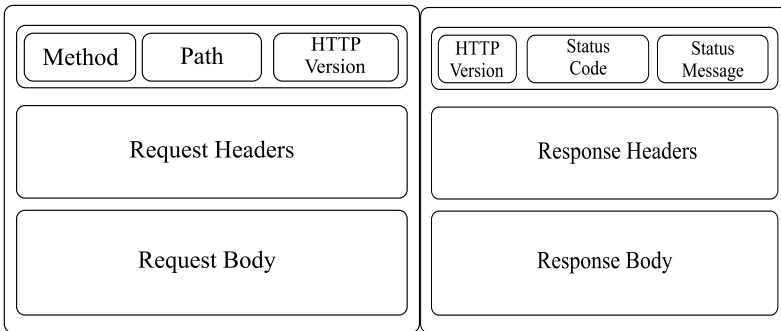 Method
Path
HTTP
Version
Request Headers
Request Body
HTTP
Version
Status
Code
Status
Message
Response Headers
Response Body